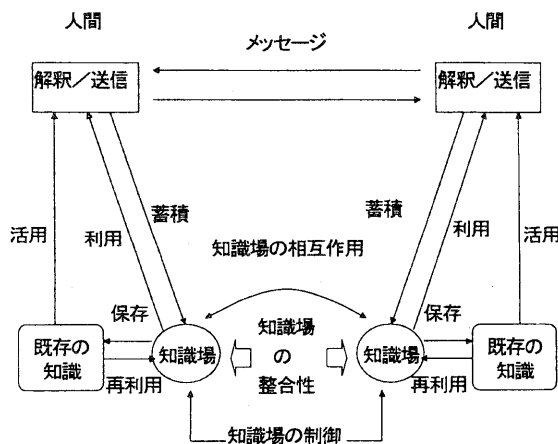 人間
人間
メッセージ
解釈／送信
解釈／送信
蓄積
蓄積
活用
利用
利用
活用
知識場の相互作用
保存
保存
既存の
知識
知識場
知識場
の
整合性
知識場
既存の
知識
再利用
再利用
知識場の制御